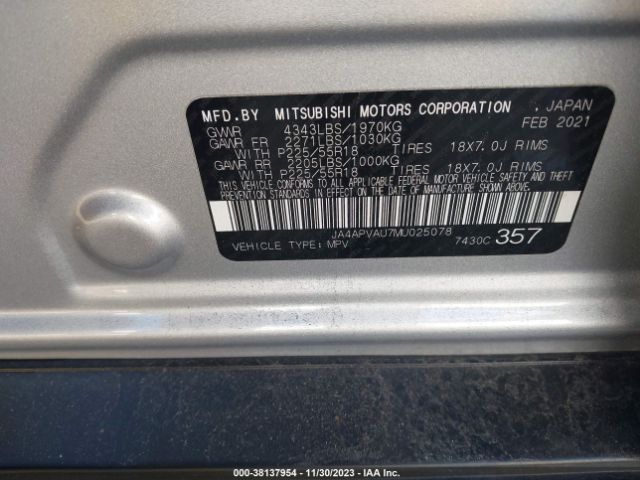 MFD.BY MITSUBISHI MOTORS CORPORATION . JAPAN
GVWR 4343LBS/1970KG FEB 2021
GAWR FR 2271LBS/1030KG
WITH P225/55R18 TIRES 18X7.0J RIMS
GAWR RR 2205LBS/1000KG
WITH P225/55R18 TIRES 18X7.0J RIMS
THIS VEHICLE CONFORMS TO ALL APPLICABLE FEDERAL MOTOR VEHICLE SAFETY AND THEFT
PREVENTION STANDARDS IN EFFECT ON THE DATE OF MANUFACTURE SHOWN ABOVE.
JA4APVAU7MU025078
VEHICLE TYPE: MPV 7430C 357
000-38137954 - 11/30/2023 - IAA Inc.